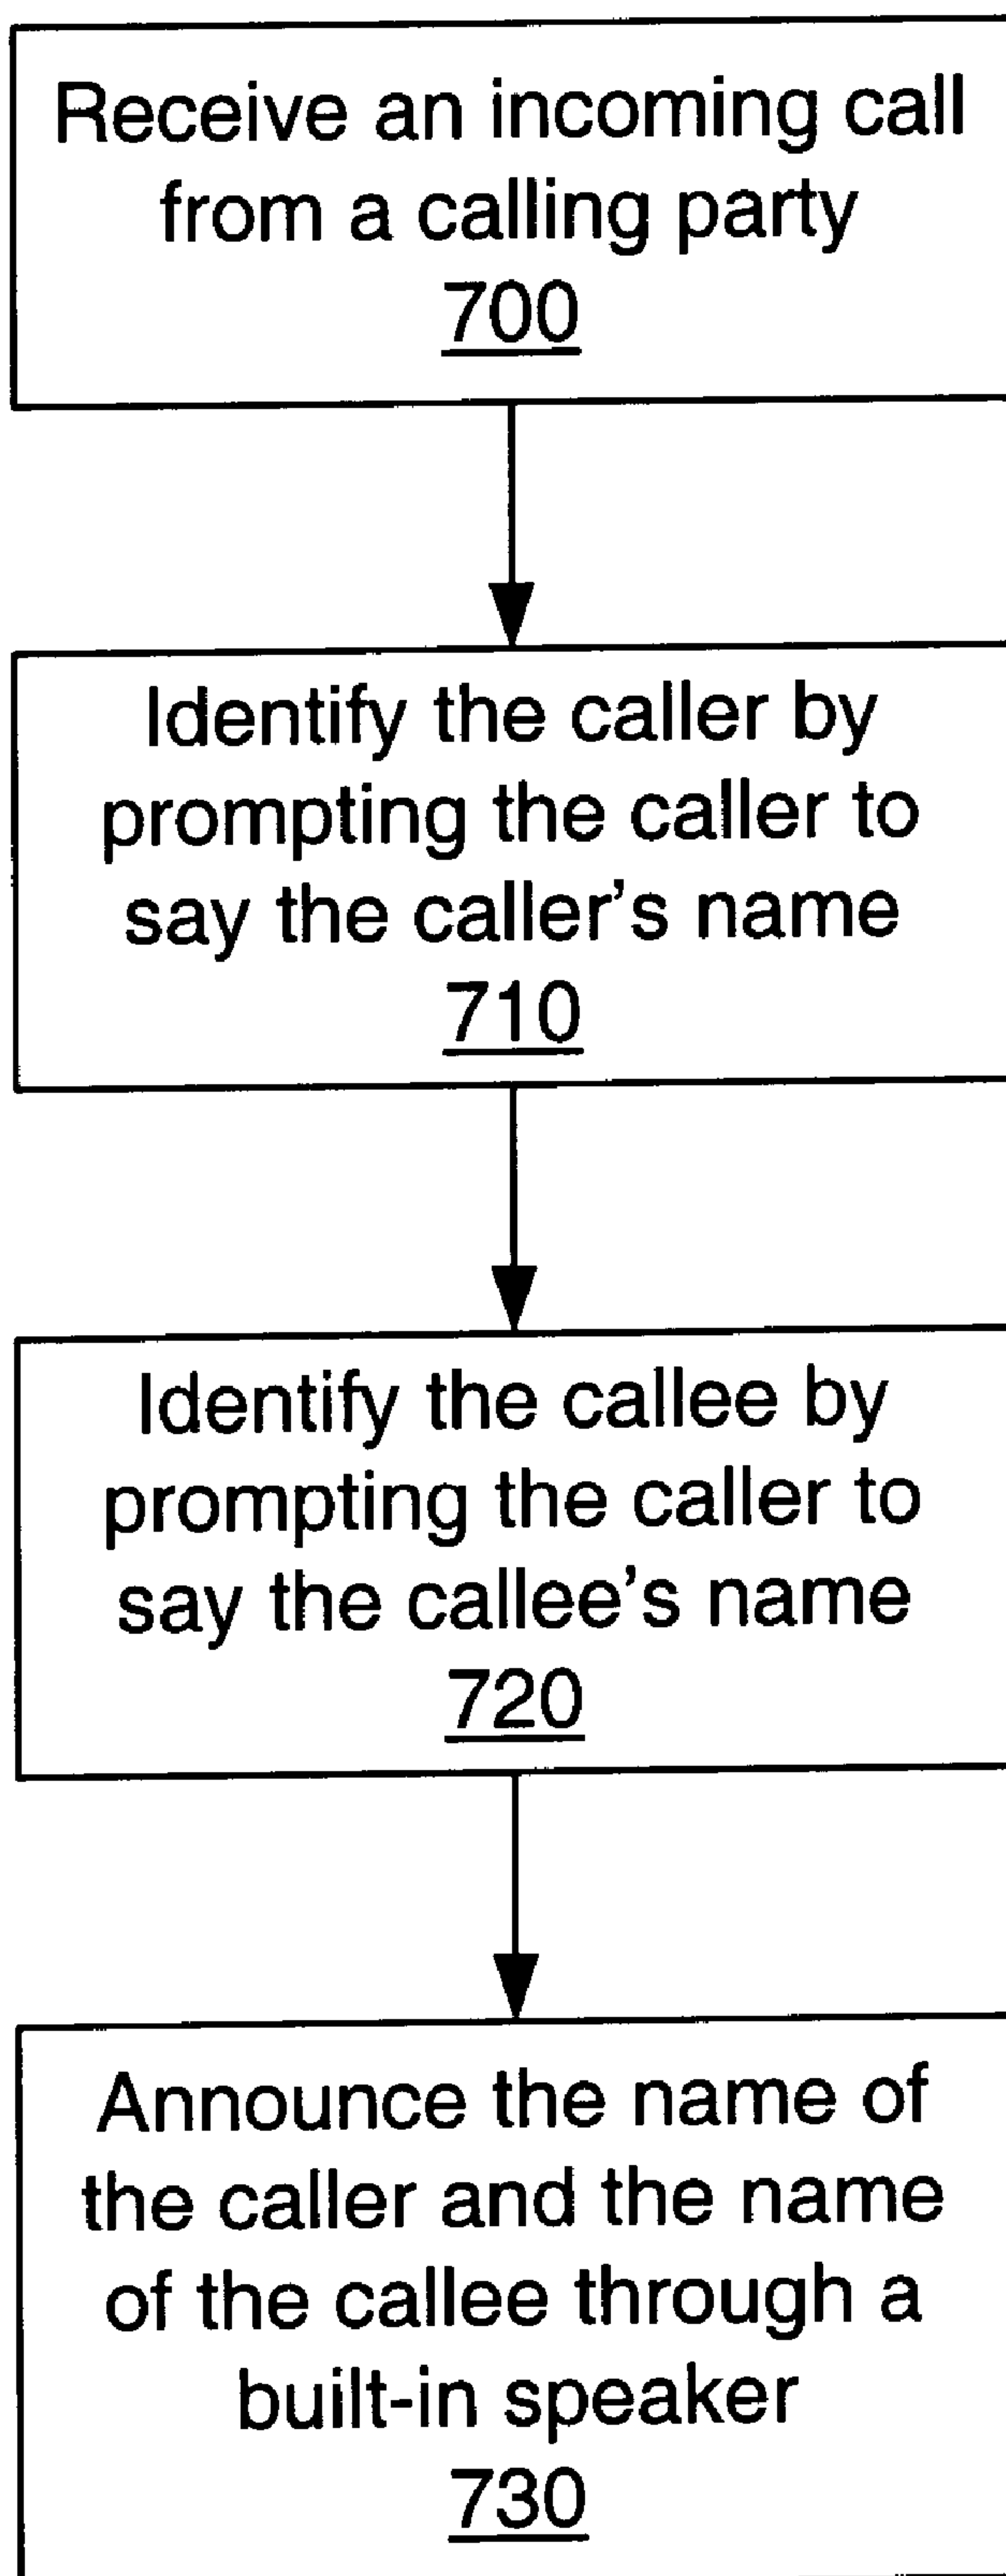 Receive an incoming call
from a calling party
700
Identify the caller by
prompting the caller to
say the caller's name
710
Identify the callee by
prompting the caller to
say the callee's name
720
Announce the name of
the caller and the name
of the callee through a
built-in speaker
730